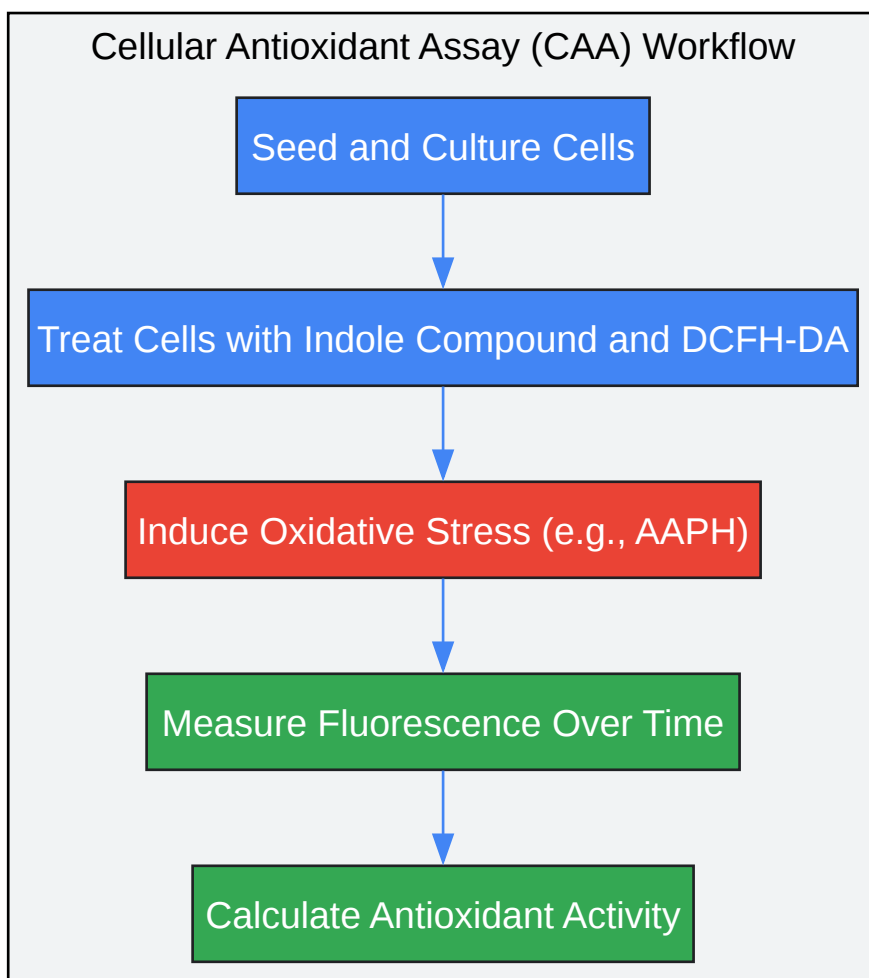 Cellular Antioxidant Assay (CAA) Workflow
Seed and Culture Cells
Treat Cells with Indole Compound and DCFH-DA
Induce Oxidative Stress (e.g., AAPH)
Measure Fluorescence Over Time
Calculate Antioxidant Activity